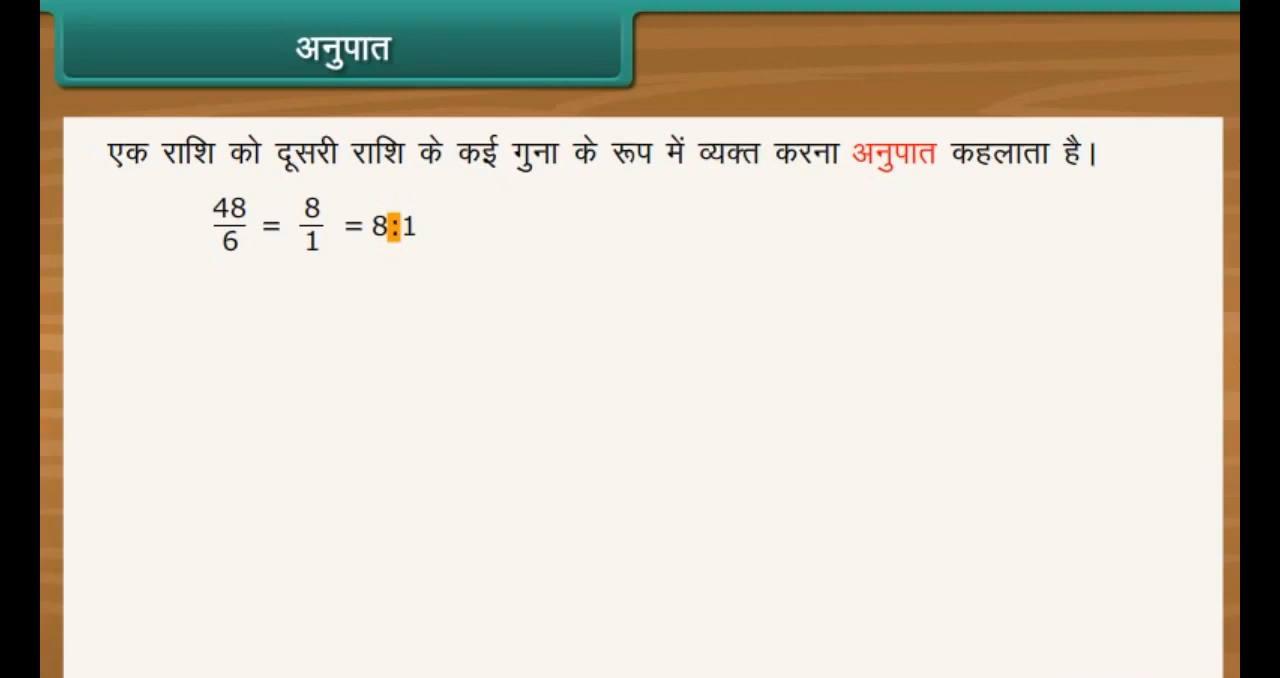 अनुपात
एक राशि को दूसरी राशि के कई गुना के रूप में व्यक्त करना अनुपात कहलाता है।
48/6 = 8/1 = 8:1